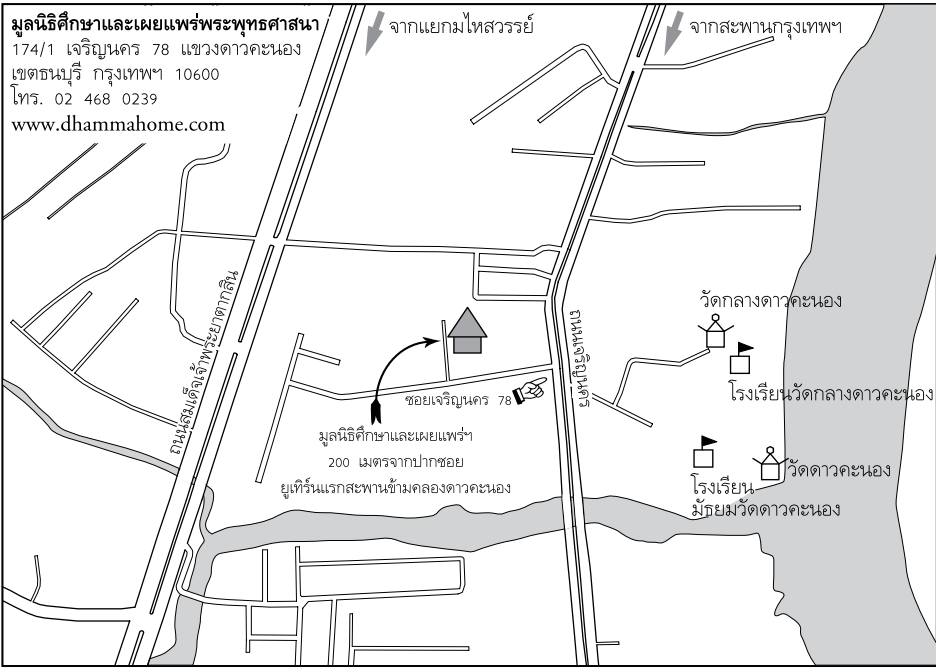 มูลนิธิศึกษาและเผยแพร่พระพุทธศาสนา
174/1 เจริญนคร 78 แขวงดาวคะนอง
เขตธนบุรี กรุงเทพฯ 10600
โทร. 02 468 0239
www.dhammahome.com
จากแยกมไหสวรรย์
จากสะพานกรุงเทพฯ
ถนนสมเด็จเจ้าพระยาตากสิน
ถนนเจริญนคร
วัดกลางดาวคะนอง
โรงเรียนวัดกลางดาวคะนอง
ซอยเจริญนคร 78
มูลนิธิศึกษาและเผยแพร่ฯ
200 เมตรจากปากซอย
ยูเทิร์นแรกสะพานข้ามคลองดาวคะนอง
วัดดาวคะนอง
โรงเรียน
มัธยมวัดดาวคะนอง